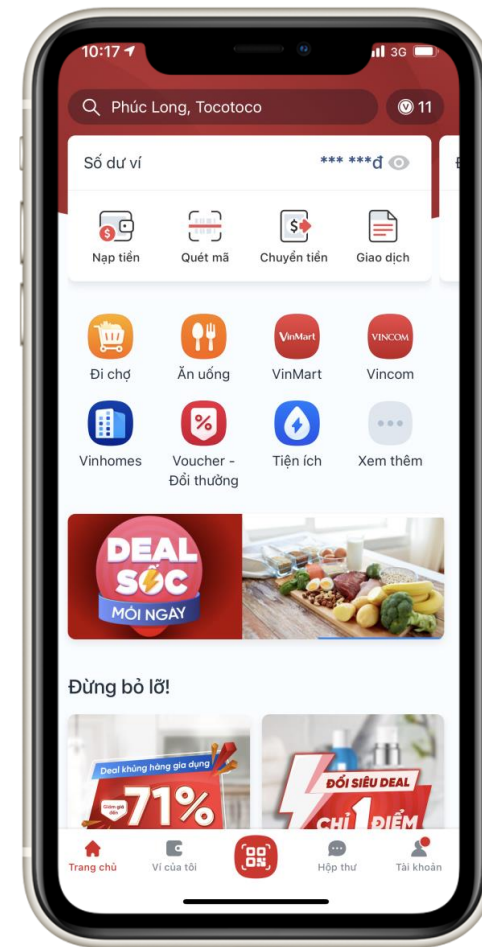 10:17
3G
Phúc Long, Tocotoco
11
Số dư ví
*** ***đ
Nạp tiền
Quét mã
Chuyển tiền
Giao dịch
VinMart
VINCOM
Đi chợ
Ăn uống
VinMart
Vincom
Vinhomes
Voucher -
Đổi thưởng
Tiện ích
Xem thêm
DEAL
SỐC
MỖI NGÀY
Đừng bỏ lỡ!
Deal khủng hàng gia dụng
Giảm giá
đến
71%
ĐỔI SIÊU DEAL
CHỈ 1 ĐIỂM
Trang chủ
Ví của tôi
Hộp thư
Tài khoản